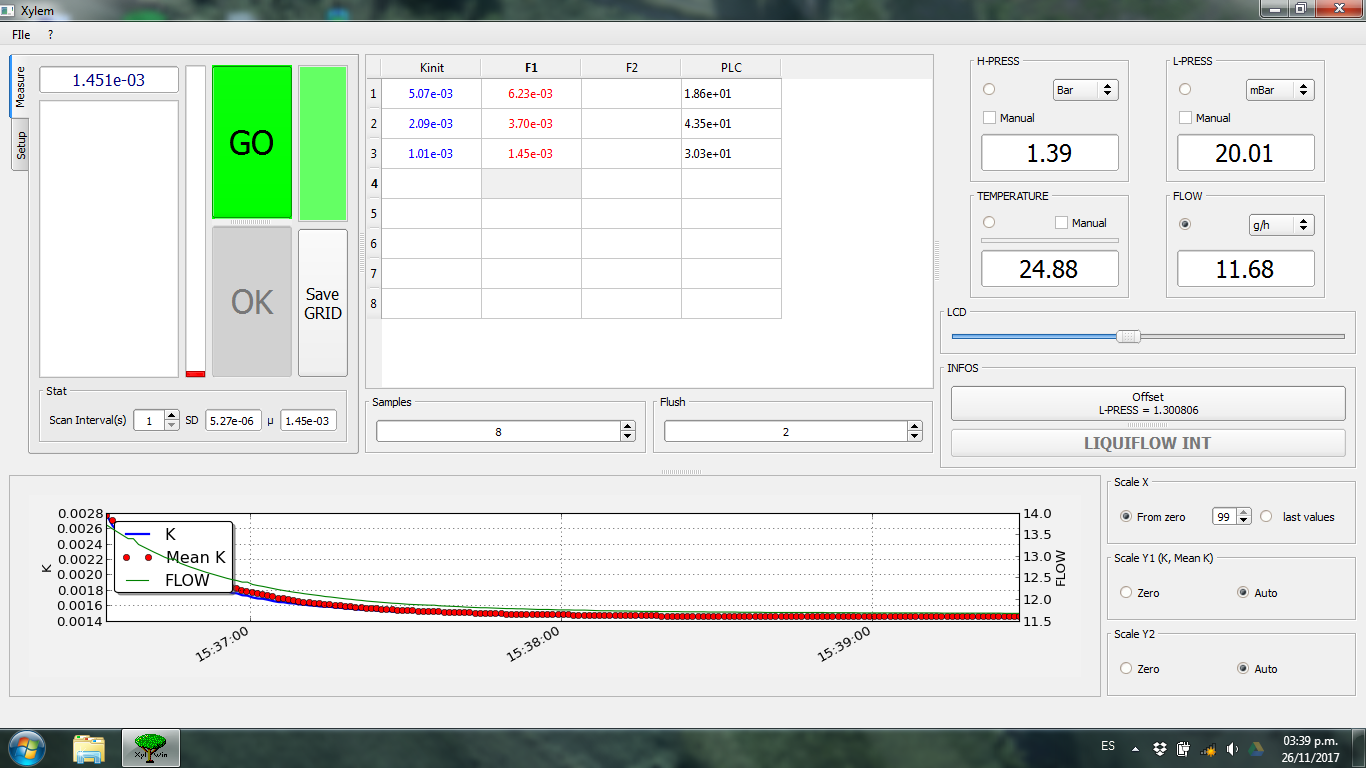 Xylem
FIle ?
Measure
Setup
1.451e-03
GO
OK
Save
GRID
Stat
Scan Interval(s) 1 SD 5.27e-06 μ 1.45e-03
Kinit F1 F2 PLC
1 5.07e-03 6.23e-03 1.86e+01
2 2.09e-03 3.70e-03 4.35e+01
3 1.01e-03 1.45e-03 3.03e+01
4
5
6
7
8
Samples
8
Flush
2
H-PRESS
Bar
Manual
1.39
L-PRESS
mBar
Manual
20.01
TEMPERATURE
Manual
24.88
FLOW
g/h
11.68
LCD
INFOS
Offset
L-PRESS = 1.300806
LIQUIFLOW INT
K
0.0028
0.0026
0.0024
0.0022
0.0020
0.0018
0.0016
0.0014
K
Mean K
FLOW
14.0
13.5
13.0
12.5
12.0
11.5
FLOW
15:37:00
15:38:00
15:39:00
Scale X
From zero 99 last values
Scale Y1 (K, Mean K)
Zero Auto
Scale Y2
Zero Auto
Xyl Win
ES
03:39 p.m.
26/11/2017